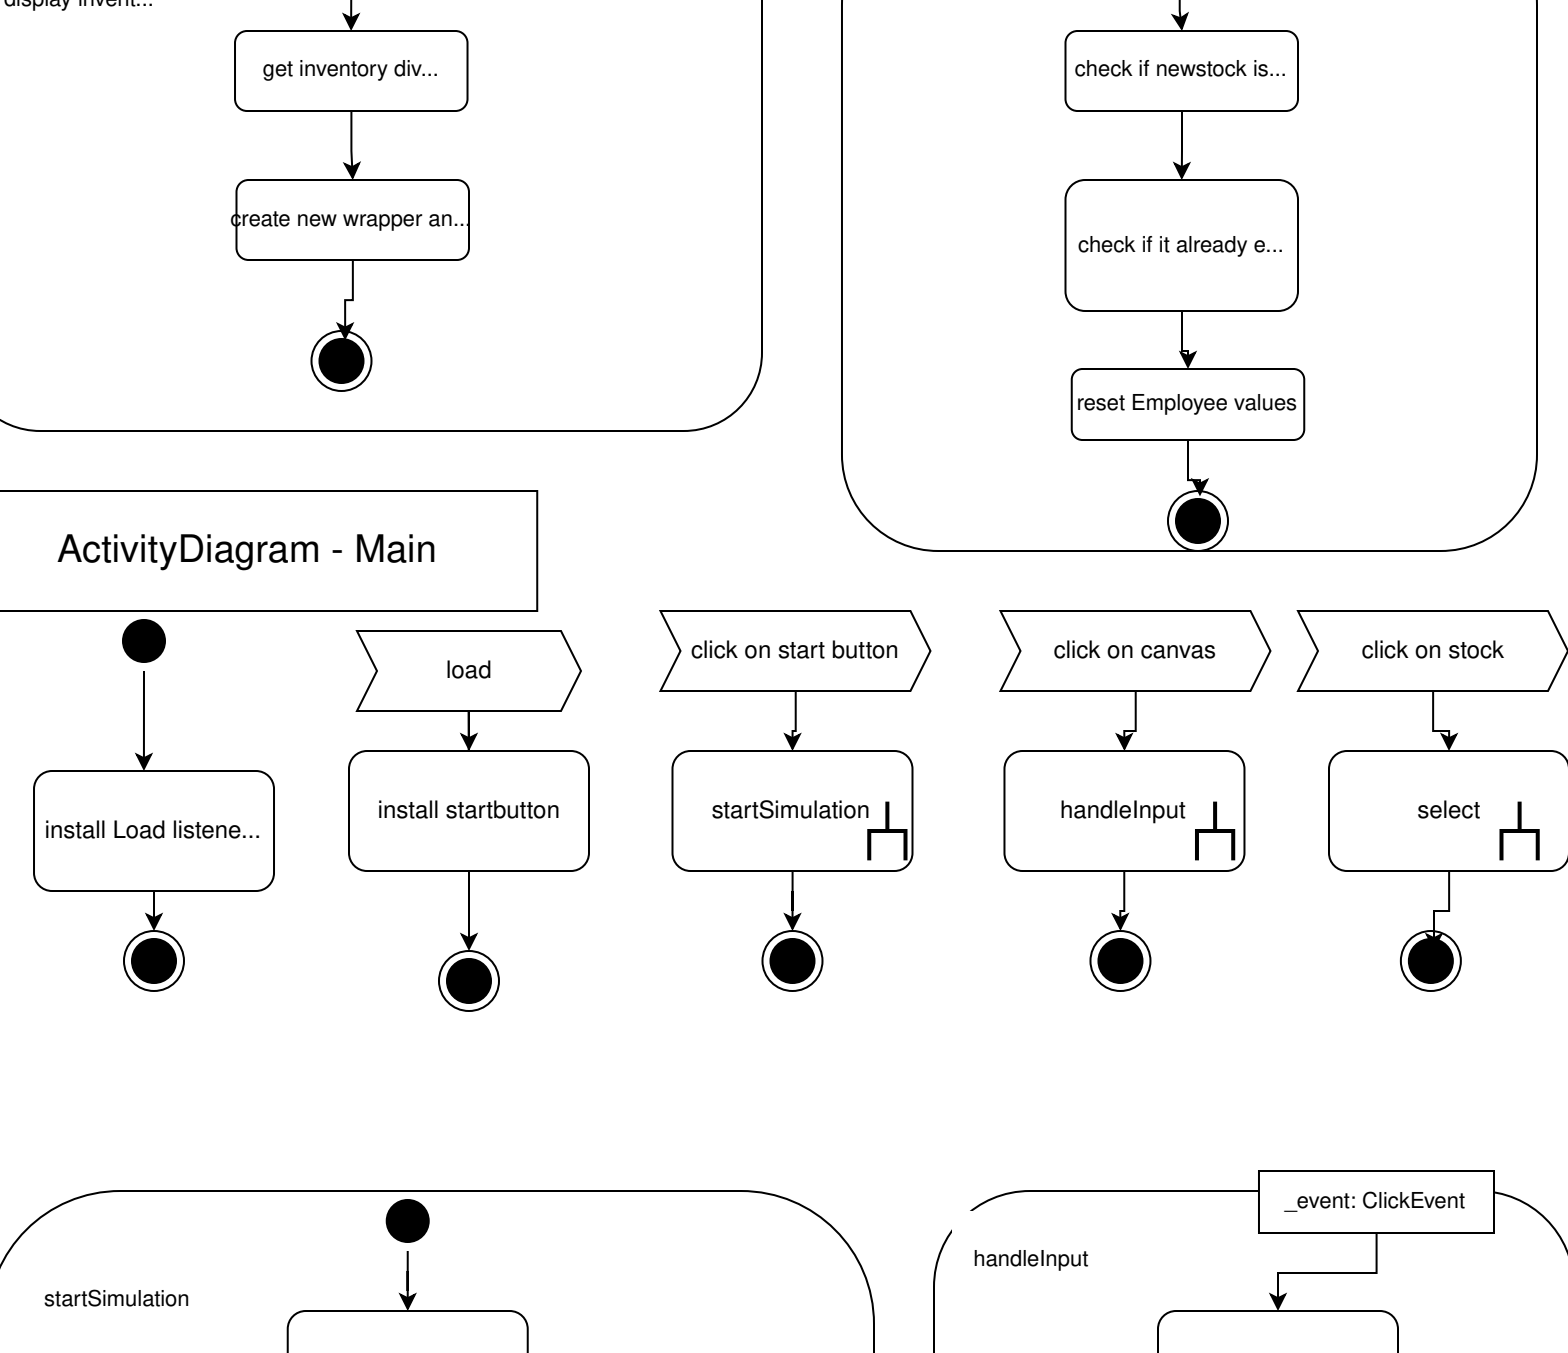 display invent...
get inventory div...
check if newstock is...
create new wrapper an...
check if it already e...
reset Employee values
ActivityDiagram - Main
load
click on start button
click on canvas
click on stock
install Load listene...
install startbutton
startSimulation
handleInput
select
_event: ClickEvent
handleInput
startSimulation